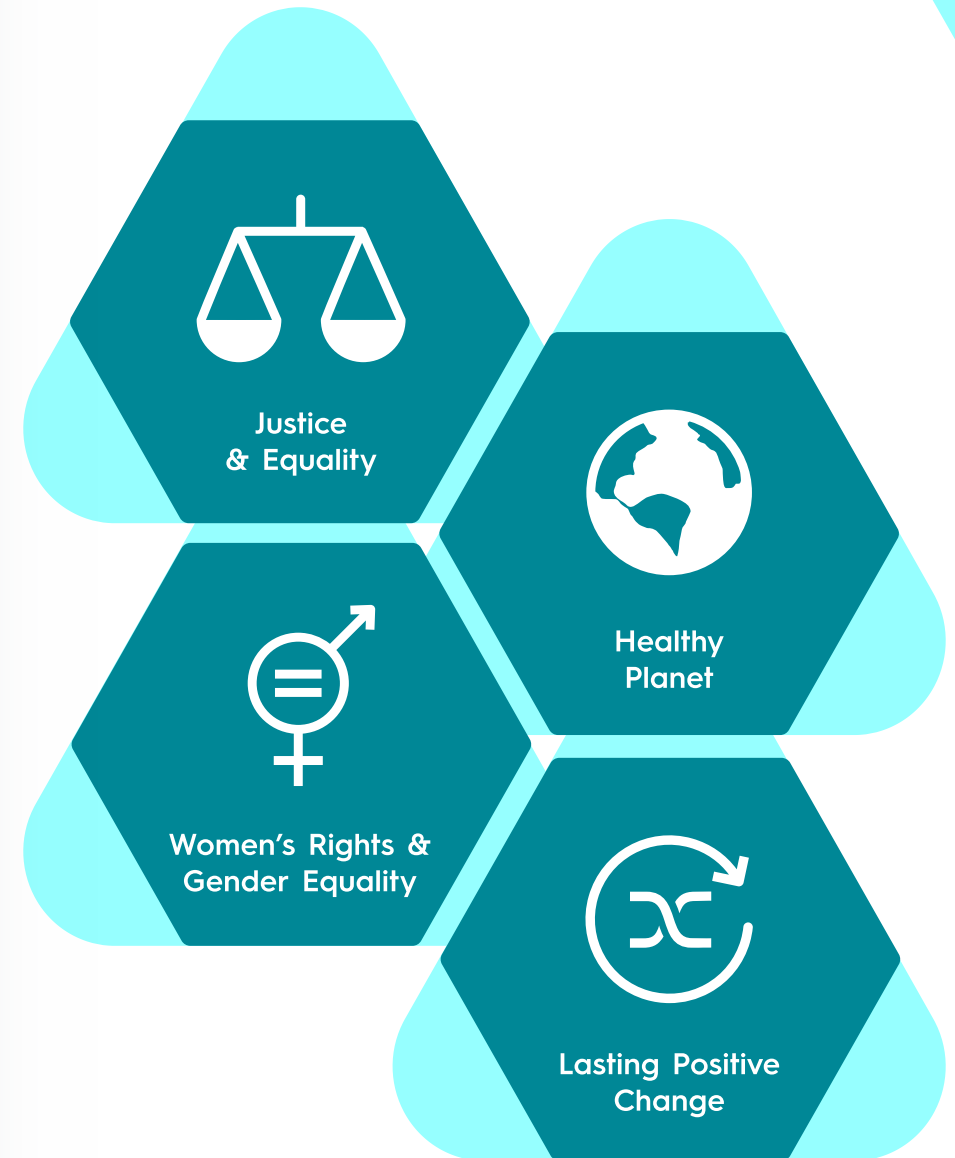 Justice
& Equality
Healthy
Planet
Women’s Rights &
Gender Equality
Lasting Positive
Change